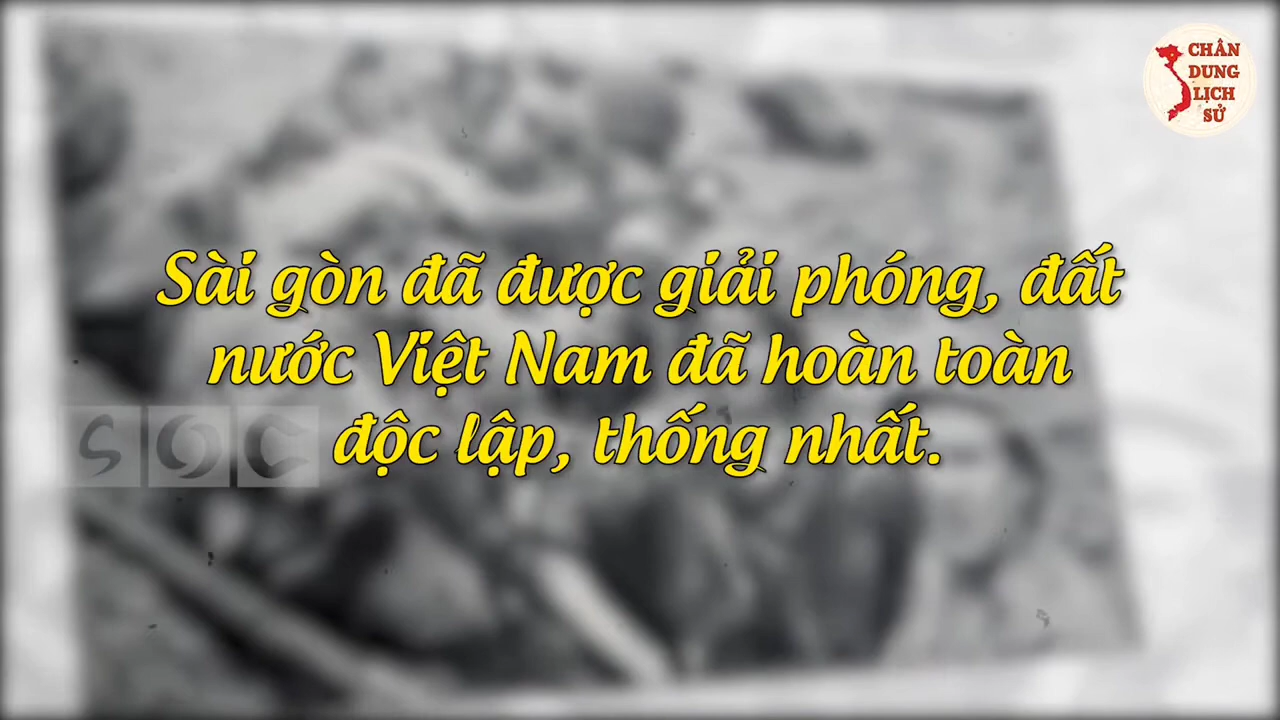 CHÂN
DUNG
LỊCH
SỬ
Sài gòn đã được giải phóng, đất
nước Việt Nam đã hoàn toàn
độc lập, thống nhất.
SOC